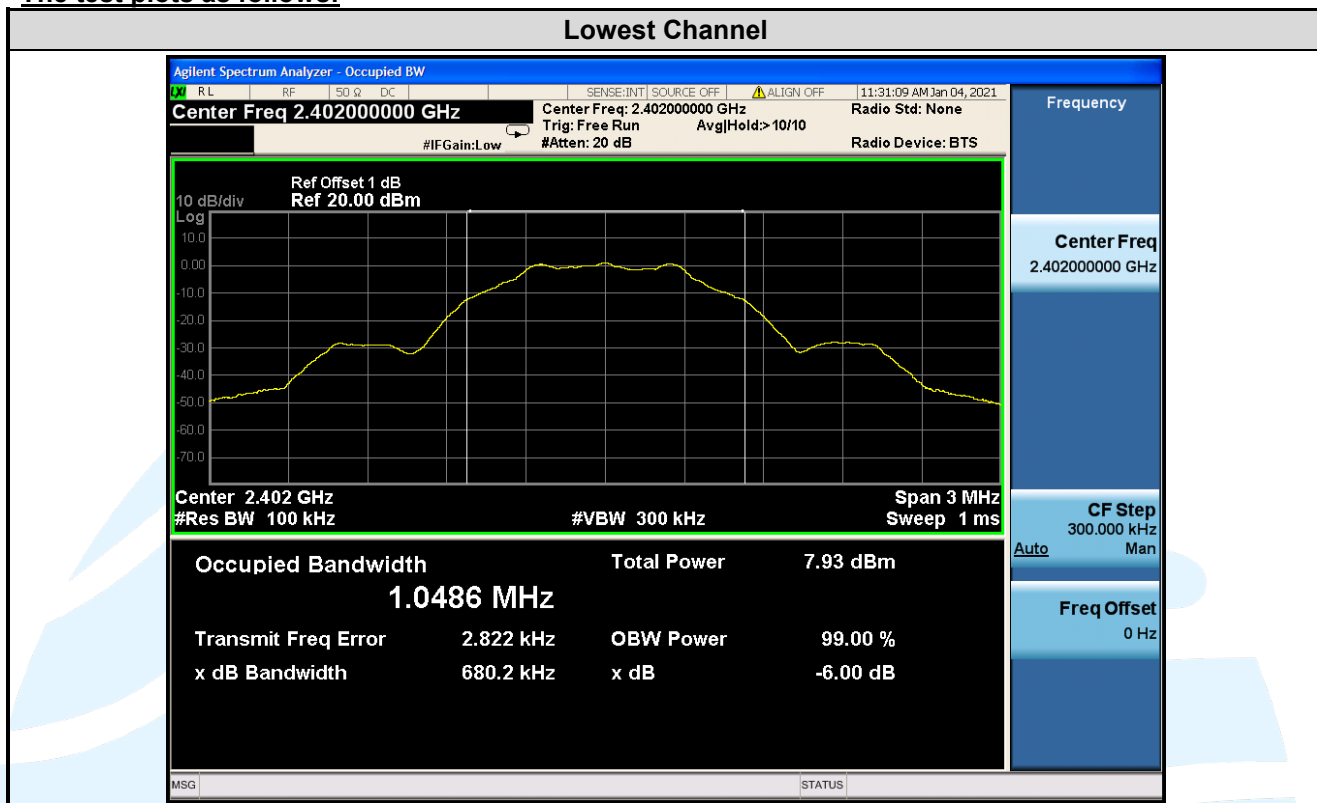 The test plots as follows:
Lowest Channel
Agilent Spectrum Analyzer - Occupied BW
LXI RL RF 50 Ω DC SENSE:INT SOURCE OFF ALIGN OFF 11:31:09 AM Jan 04, 2021
Center Freq 2.402000000 GHz Center Freq: 2.402000000 GHz Radio Std: None
Trig: Free Run Avg|Hold:> 10/10
#IFGain:Low #Atten: 20 dB Radio Device: BTS
Ref Offset 1 dB
10 dB/div Ref 20.00 dBm
Log
10.0
0.00
-10.0
-20.0
-30.0
-40.0
-50.0
-60.0
-70.0
Center 2.402 GHz Span 3 MHz
#Res BW 100 kHz #VBW 300 kHz Sweep 1 ms
Occupied Bandwidth Total Power 7.93 dBm
1.0486 MHz
Transmit Freq Error 2.822 kHz OBW Power 99.00 %
x dB Bandwidth 680.2 kHz x dB -6.00 dB
MSG STATUS
Frequency
Center Freq
2.402000000 GHz
CF Step
300.000 kHz
Auto Man
Freq Offset
0 Hz